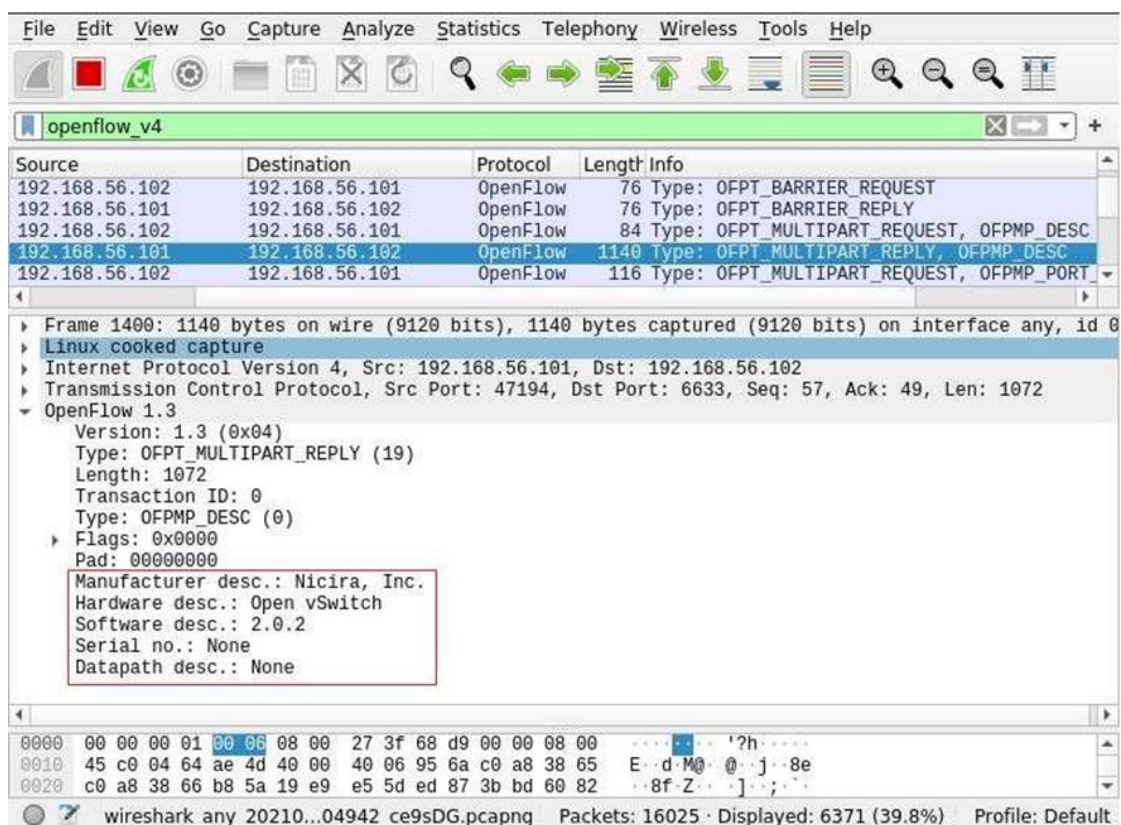 File Edit View Go Capture Analyze Statistics Telephony Wireless Tools Help
openflow_v4
Source Destination Protocol Length Info
192.168.56.102 192.168.56.101 OpenFlow 76 Type: OFPT_BARRIER_REQUEST
192.168.56.101 192.168.56.102 OpenFlow 76 Type: OFPT_BARRIER_REPLY
192.168.56.102 192.168.56.101 OpenFlow 84 Type: OFPT_MULTIPART_REQUEST, OFPMP_DESC
192.168.56.101 192.168.56.102 OpenFlow 1140 Type: OFPT_MULTIPART_REPLY, OFPMP_DESC
192.168.56.102 192.168.56.101 OpenFlow 116 Type: OFPT_MULTIPART_REQUEST, OFPMP_PORT_
Frame 1400: 1140 bytes on wire (9120 bits), 1140 bytes captured (9120 bits) on interface any, id 0
Linux cooked capture
Internet Protocol Version 4, Src: 192.168.56.101, Dst: 192.168.56.102
Transmission Control Protocol, Src Port: 47194, Dst Port: 6633, Seq: 57, Ack: 49, Len: 1072
OpenFlow 1.3
Version: 1.3 (0x04)
Type: OFPT_MULTIPART_REPLY (19)
Length: 1072
Transaction ID: 0
Type: OFPMP_DESC (0)
Flags: 0x0000
Pad: 00000000
Manufacturer desc.: Nicira, Inc.
Hardware desc.: Open vSwitch
Software desc.: 2.0.2
Serial no.: None
Datapath desc.: None
0000 00 00 00 01 00 06 08 00 27 3f 68 d9 00 00 08 00 ········ '?h·····
0010 45 c0 04 64 ae 4d 40 00 40 06 95 6a c0 a8 38 65 E··d·M@· @··j··8e
0020 c0 a8 38 66 b8 5a 19 e9 e5 5d ed 87 3b bd 60 82 ··8f·Z·· ·]··;·`·
wireshark_any_20210...04942_ce9sDG.pcapng Packets: 16025 · Displayed: 6371 (39.8%) Profile: Default